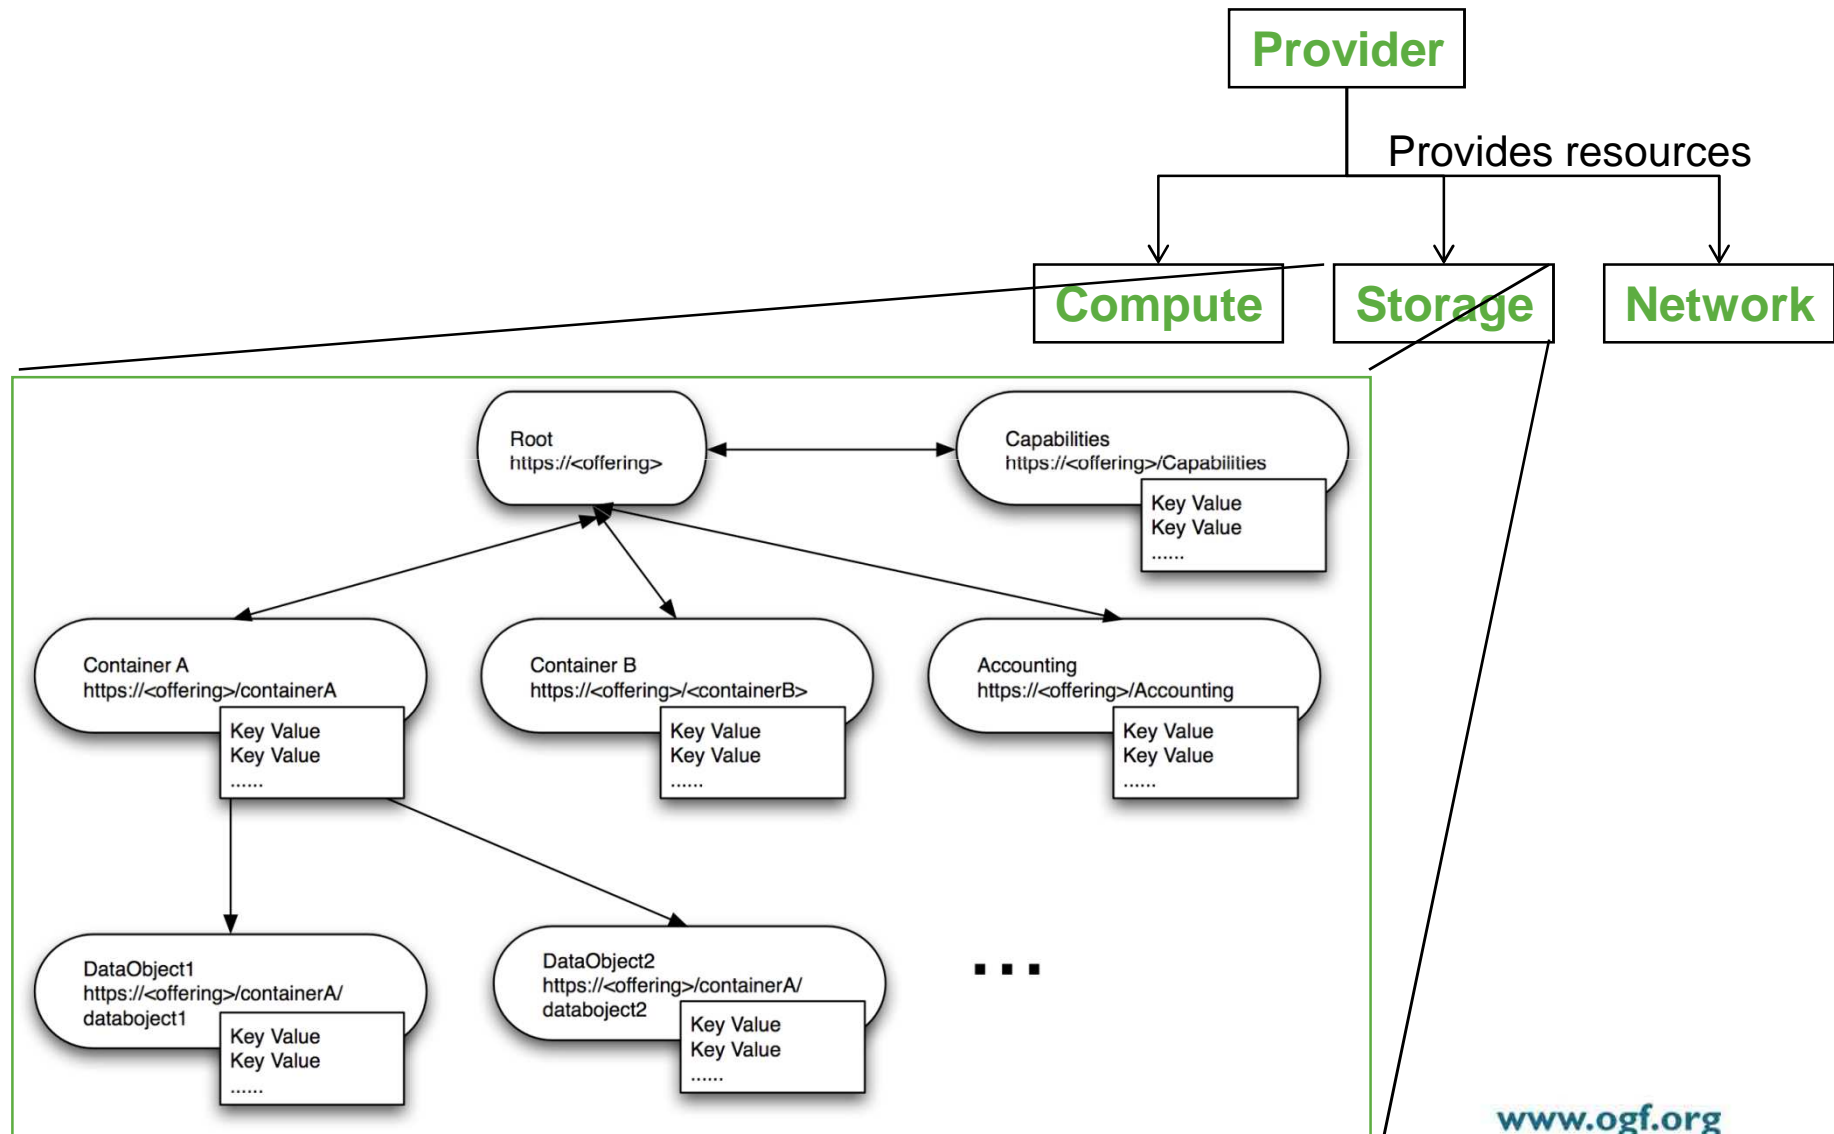 Provider
Provides resources
Compute
Storage
Network
Root
https://<offering>
Capabilities
https://<offering>/Capabilities
Key Value
Key Value
......
Container A
https://<offering>/containerA
Key Value
Key Value
......
Container B
https://<offering>/<containerB>
Key Value
Key Value
......
Accounting
https://<offering>/Accounting
Key Value
Key Value
......
DataObject1
https://<offering>/containerA/
databoject1
Key Value
Key Value
......
DataObject2
https://<offering>/containerA/
databoject2
Key Value
Key Value
......
...
www.ogf.org